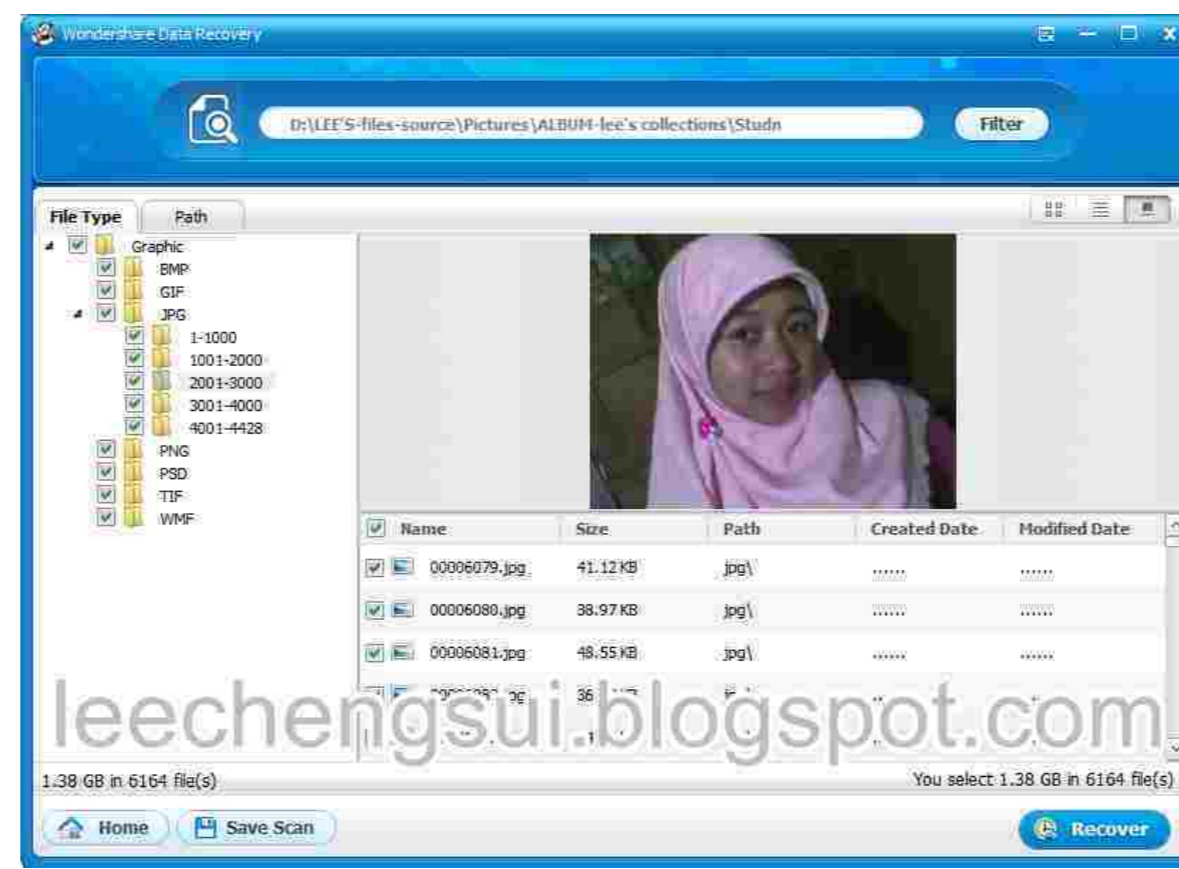 Wondershare Data Recovery
D:\LEE'S-files-source\Pictures\ALBUM-lee's collections\Studn
Filter
File Type
Path
Graphic
BMP
GIF
JPG
1-1000
1001-2000
2001-3000
3001-4000
4001-4428
PNG
PSD
TIF
WMF
Name Size Path Created Date Modified Date
00006079.jpg 41.12 KB jpg\ ...... ......
00006080.jpg 38.97 KB jpg\ ...... ......
00006081.jpg 48.55 KB jpg\ ...... ......
36
leechengsui.blogspot.com
1.38 GB in 6164 file(s)
You select 1.38 GB in 6164 file(s)
Home
Save Scan
Recover